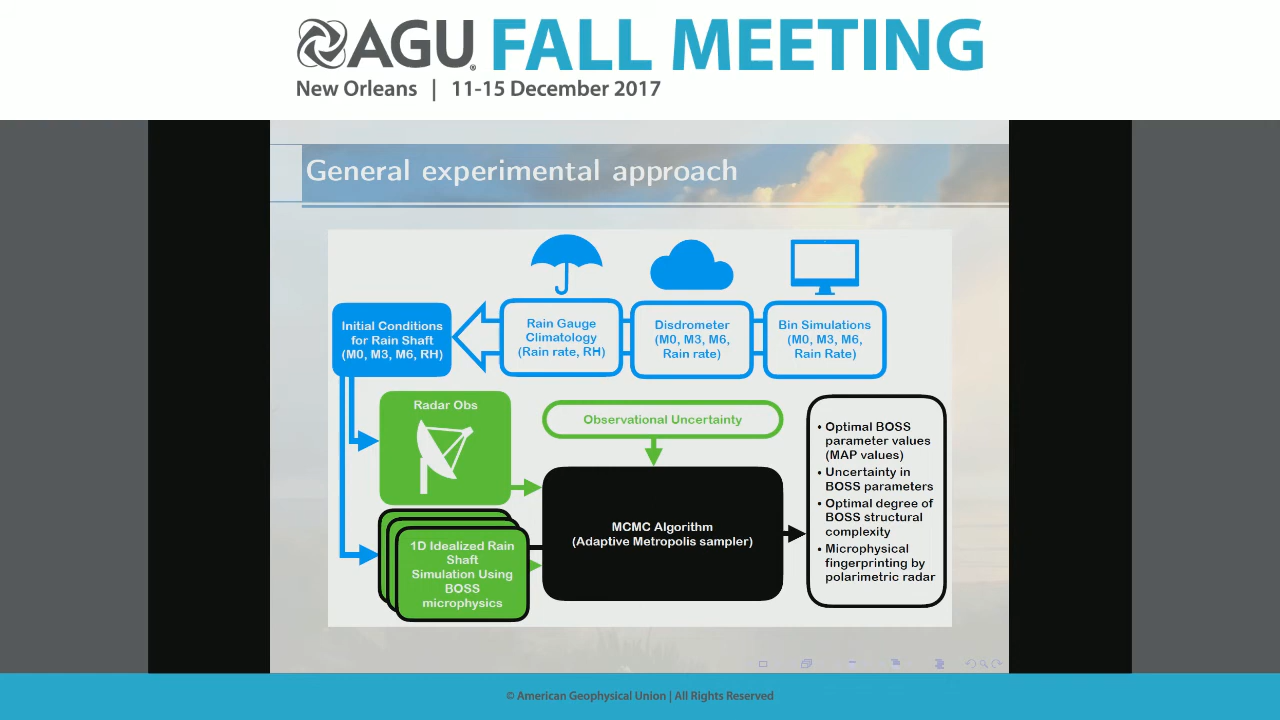 AGU FALL MEETING
New Orleans | 11-15 December 2017
General experimental approach
Initial Conditions
for Rain Shaft
(M0, M3, M6, RH)
Rain Gauge
Climatology
(Rain rate, RH)
Disdrometer
(M0, M3, M6,
Rain rate)
Bin Simulations
(M0, M3, M6,
Rain Rate)
Radar Obs
Observational Uncertainty
1D Idealized Rain
Shaft
Simulation Using
BOSS
microphysics
MCMC Algorithm
(Adaptive Metropolis sampler)
• Optimal BOSS
parameter values
(MAP values)
• Uncertainty in
BOSS parameters
• Optimal degree of
BOSS structural
complexity
• Microphysical
fingerprinting by
polarimetric radar
© American Geophysical Union | All Rights Reserved